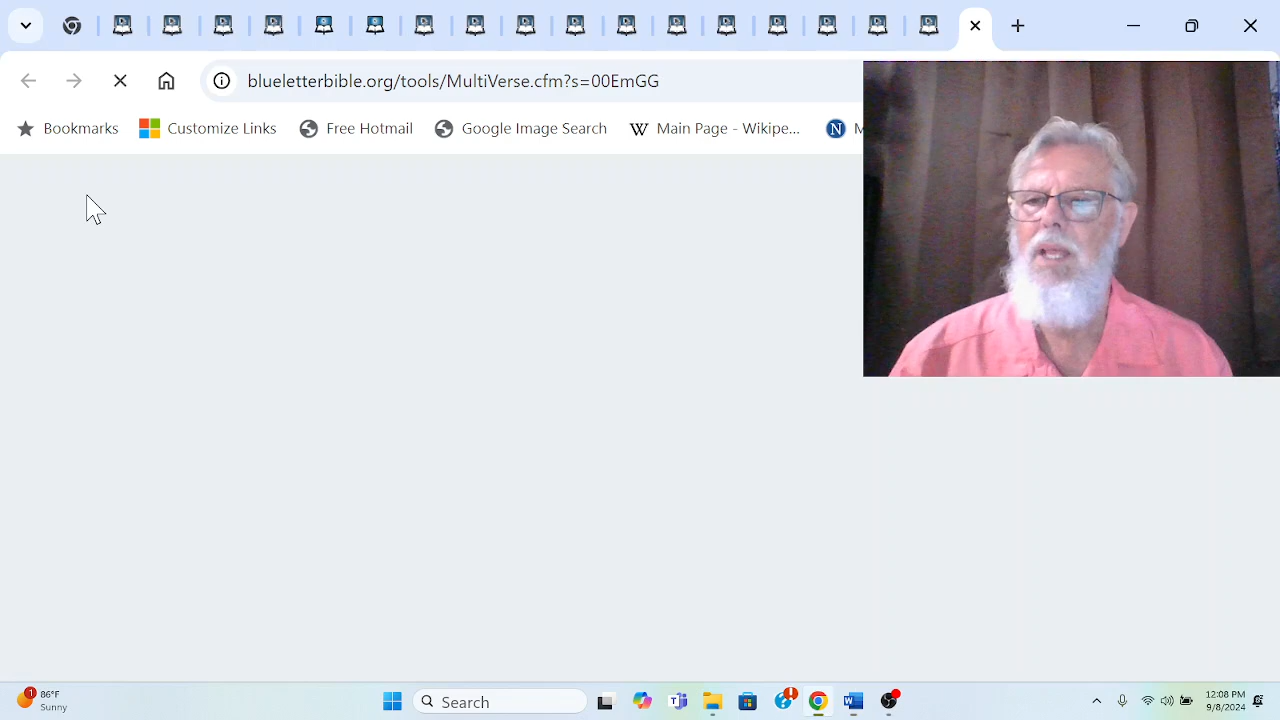 blueletterbible.org/tools/MultiVerse.cfm?s=00EmGG
Bookmarks
Customize Links
Free Hotmail
Google Image Search
W Main Page - Wikipe...
N M
1
86°F
Sunny
Search
12:08 PM
9/8/2024